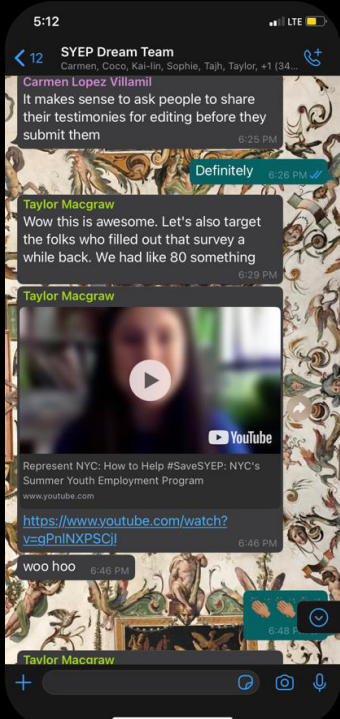 5:12
LTE
12
SYEP Dream Team
Carmen, Coco, Kai-lin, Sophie, Tajh, Taylor, +1 (34...
Carmen Lopez Villamil
It makes sense to ask people to share
their testimonies for editing before they
submit them
6:25 PM
Definitely 6:26 PM
Taylor Macgraw
Wow this is awesome. Let's also target
the folks who filled out that survey a
while back. We had like 80 something
6:29 PM
Taylor Macgraw
YouTube
Represent NYC: How to Help #SaveSYEP: NYC's
Summer Youth Employment Program
www.youtube.com
https://www.youtube.com/watch?
6:46 PM
woo hoo 6:46 PM
6:48 P
Taylor Macgraw